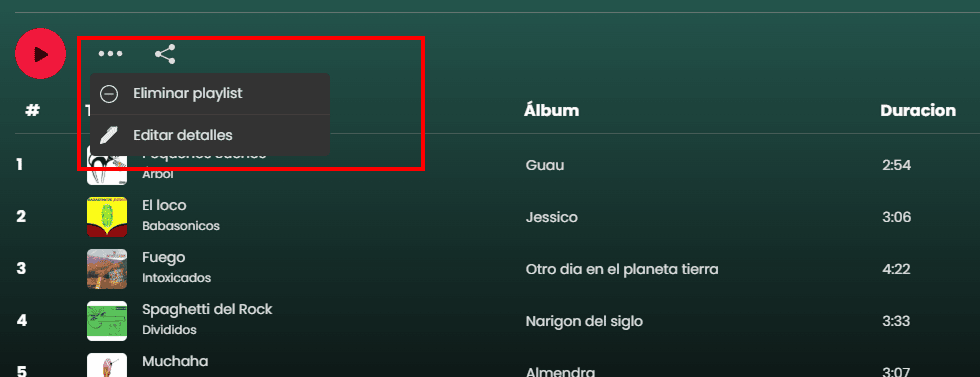 Eliminar playlist
Editar detalles
# T Álbum Duracion
1 Pequeños sueños Guau 2:54
Arbol
2 El loco Jessico 3:06
Babasonicos
3 Fuego Otro dia en el planeta tierra 4:22
Intoxicados
4 Spaghetti del Rock Narigon del siglo 3:33
Divididos
5 Muchaha Almendra 3:07